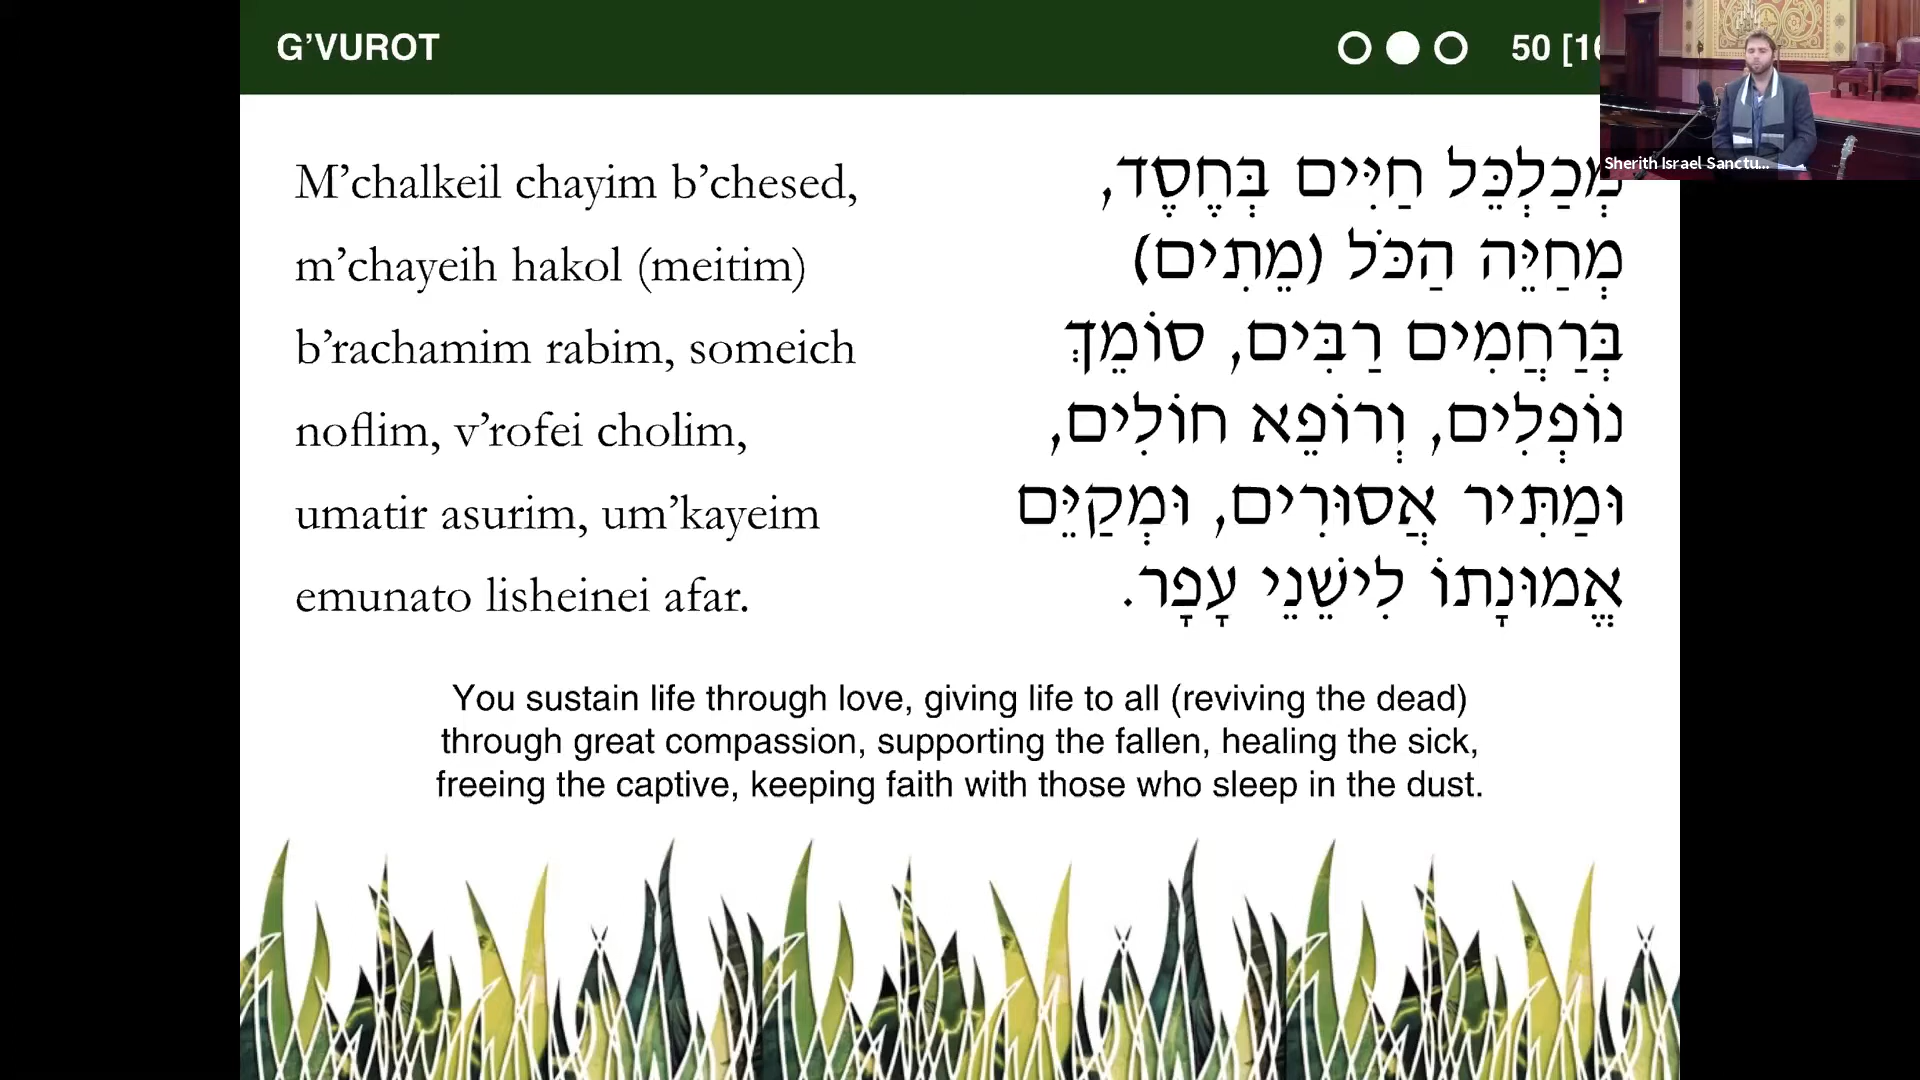 G’VUROT
50 [16
Sherith Israel Sanctu...
M’chalkeil chayim b’chesed,
m’chayeih hakol (meitim)
b’rachamim rabim, someich
noflim, v’rofei cholim,
umatir asurim, um’kayeim
emunato lisheinei afar.
מְכַלְכֵּל חַיִּים בְּחֶסֶד,
מְחַיֵּה הַכֹּל (מֵתִים)
בְּרַחֲמִים רַבִּים, סוֹמֵךְ
נוֹפְלִים, וְרוֹפֵא חוֹלִים,
וּמַתִּיר אֲסוּרִים, וּמְקַיֵּם
אֱמוּנָתוֹ לִישֵׁנֵי עָפָר.
You sustain life through love, giving life to all (reviving the dead)
through great compassion, supporting the fallen, healing the sick,
freeing the captive, keeping faith with those who sleep in the dust.